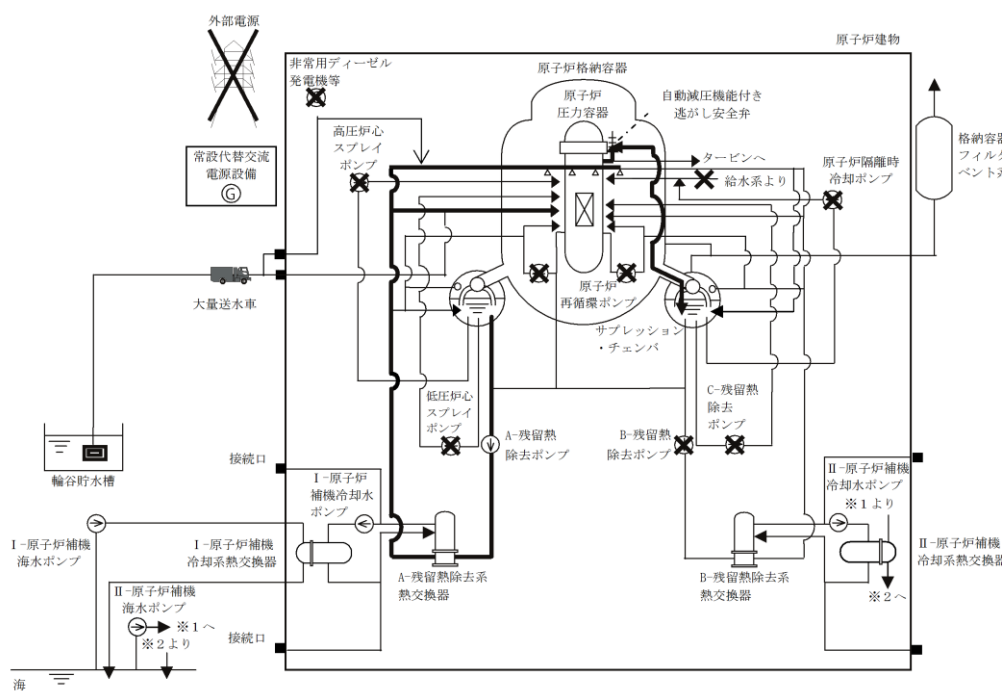 外部電源
原子炉建物
非常用ディーゼル
発電機等
原子炉格納容器
原子炉
圧力容器
自動減圧機能付き
逃がし安全弁
高圧炉心
スプレイ
ポンプ
常設代替交流
電源設備
G
タービンへ
給水系より
原子炉隔離時
冷却ポンプ
格納容器
フィルタ
ベント系
大量送水車
原子炉
再循環ポンプ
サプレッション
・チェンバ
低圧炉心
スプレイ
ポンプ
A-残留熱
除去ポンプ
B-残留熱
除去ポンプ
C-残留熱
除去
ポンプ
輪谷貯水槽
接続口
接続口
Ⅰ-原子炉
補機冷却水
ポンプ
Ⅱ-原子炉補機
冷却水ポンプ
※1より
Ⅰ-原子炉補機
海水ポンプ
Ⅰ-原子炉補機
冷却系熱交換器
A-残留熱除去系
熱交換器
B-残留熱除去系
熱交換器
Ⅱ-原子炉補機
冷却系熱交換器
※2へ
Ⅱ-原子炉補機
海水ポンプ
※1へ
※2より
接続口
接続口
海